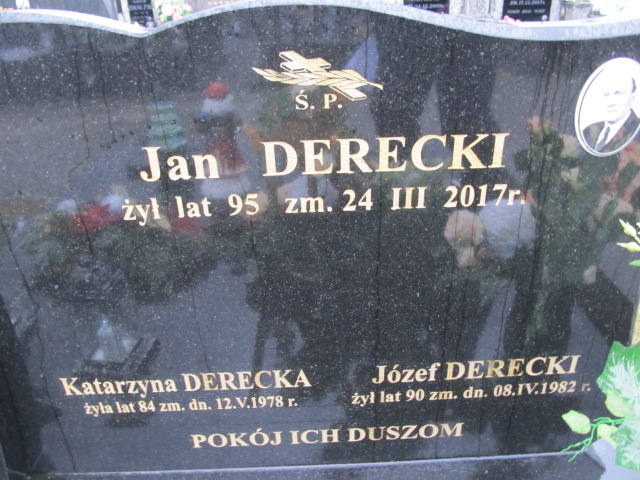 Ś. P.
Jan DERECKI
żył lat 95 zm. 24 III 2017r.
Katarzyna DERECKA
żyła lat 84 zm. dn. 12.V.1978 r.
Józef DERECKI
żył lat 90 zm. dn. 08.IV.1982 r.
POKÓJ ICH DUSZOM